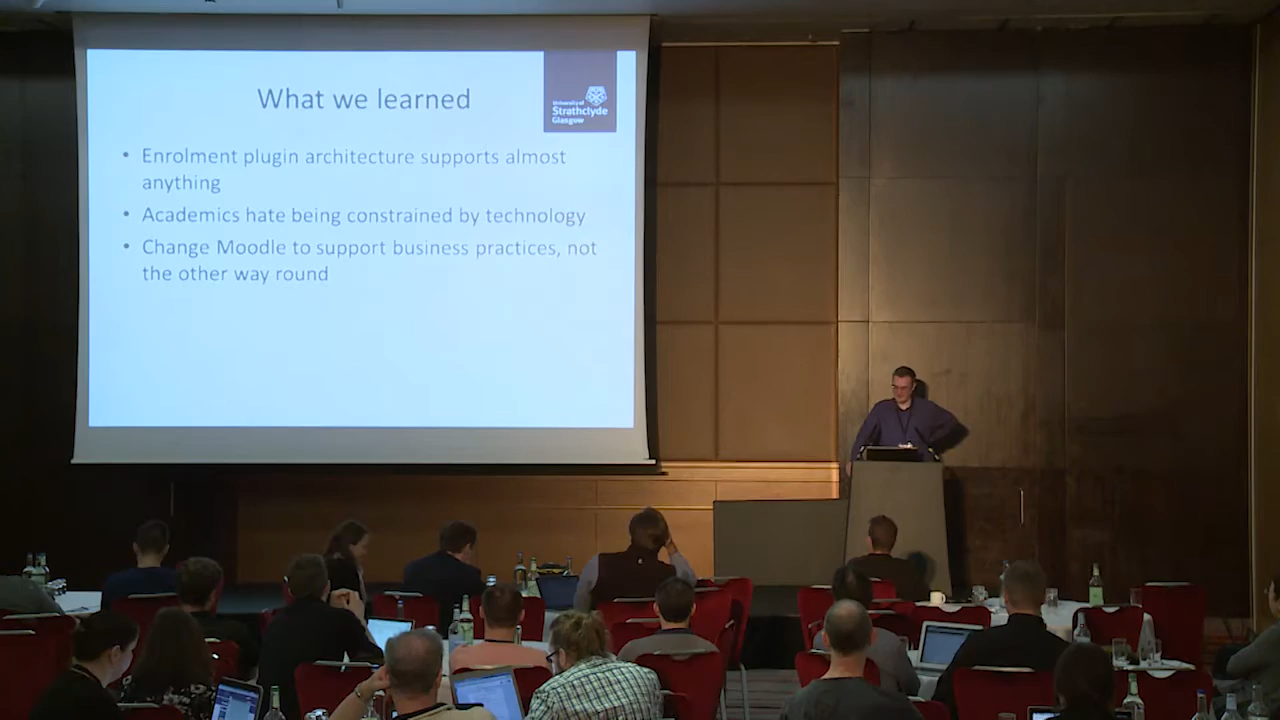 What we learned
University of
Strathclyde
Glasgow
• Enrolment plugin architecture supports almost
anything
• Academics hate being constrained by technology
• Change Moodle to support business practices, not
the other way round